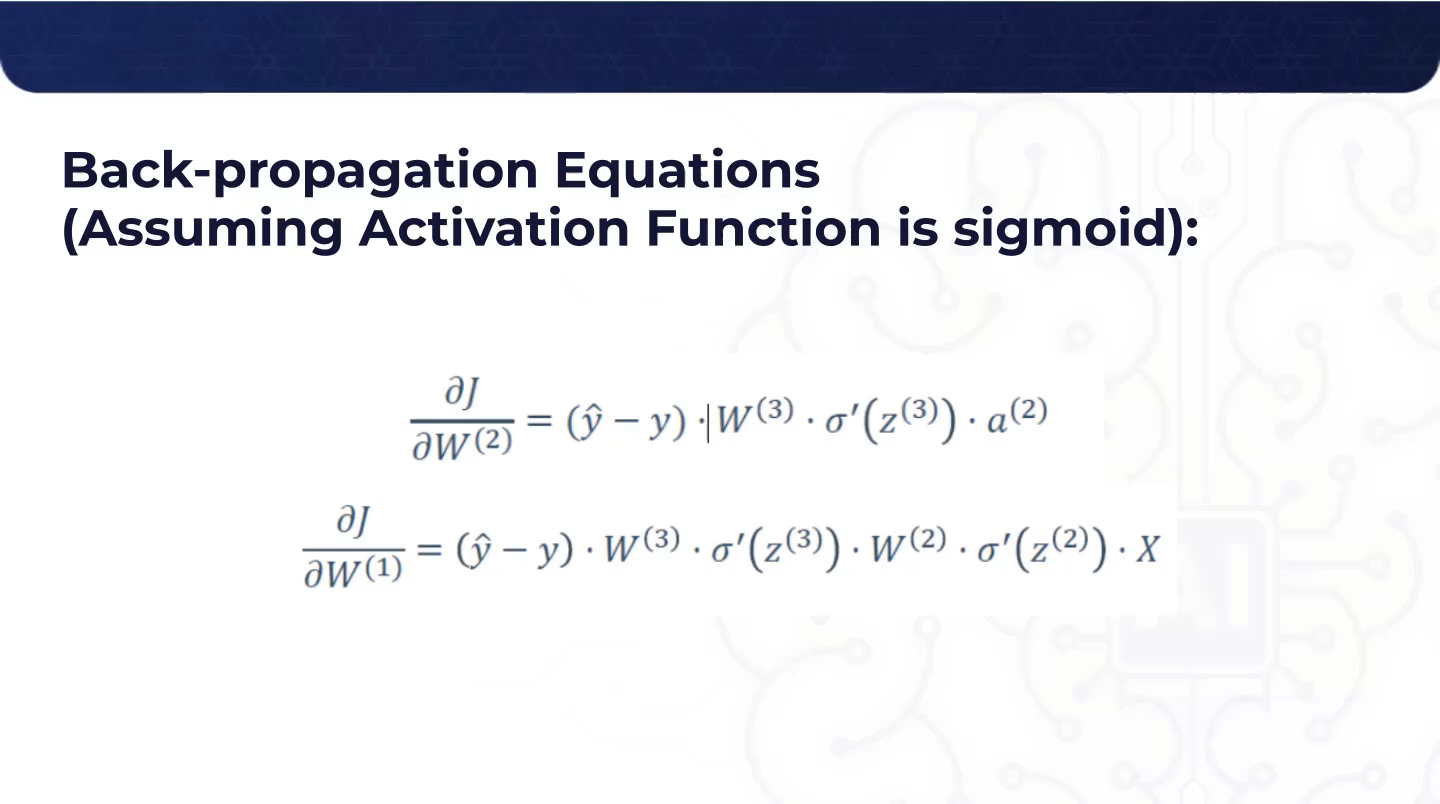 Back-propagation Equations
(Assuming Activation Function is sigmoid):
∂J/∂W⁽²⁾ = (ŷ − y) · W⁽³⁾ · σ′(z⁽³⁾) · a⁽²⁾
∂J/∂W⁽¹⁾ = (ŷ − y) · W⁽³⁾ · σ′(z⁽³⁾) · W⁽²⁾ · σ′(z⁽²⁾) · X